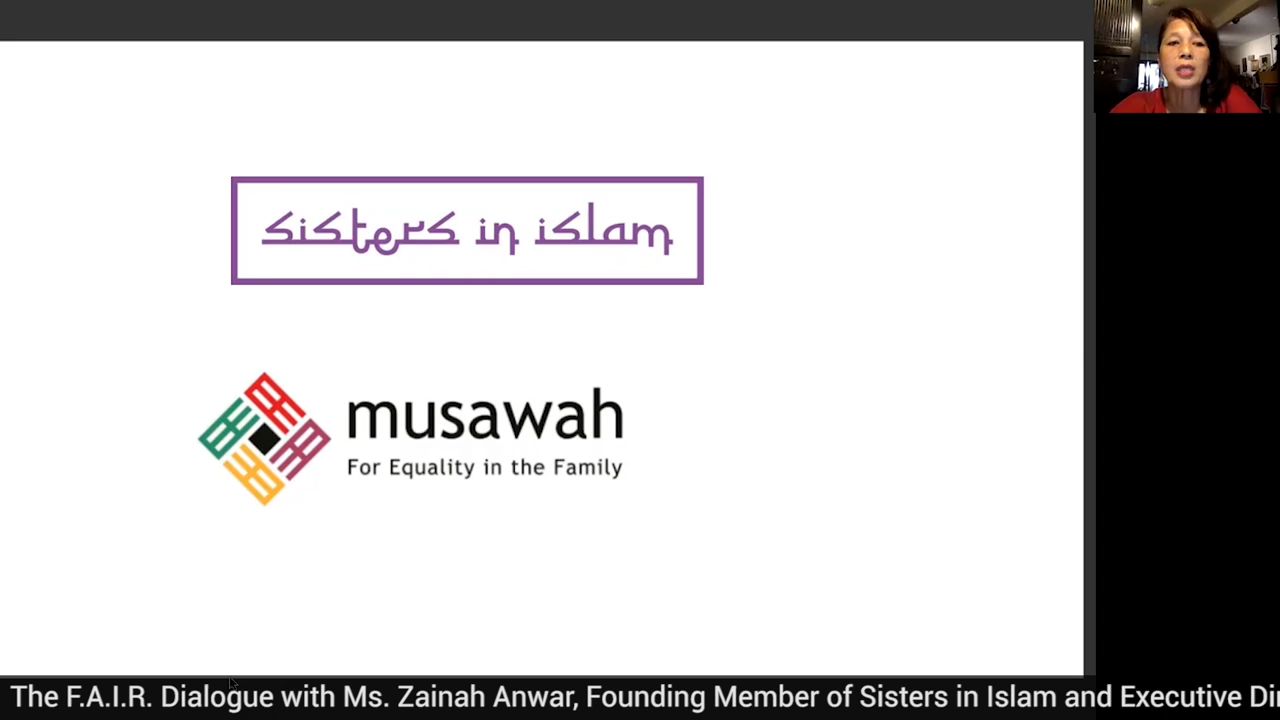 sisters in islam
musawah
For Equality in the Family
The F.A.I.R. Dialogue with Ms. Zainah Anwar, Founding Member of Sisters in Islam and Executive Di